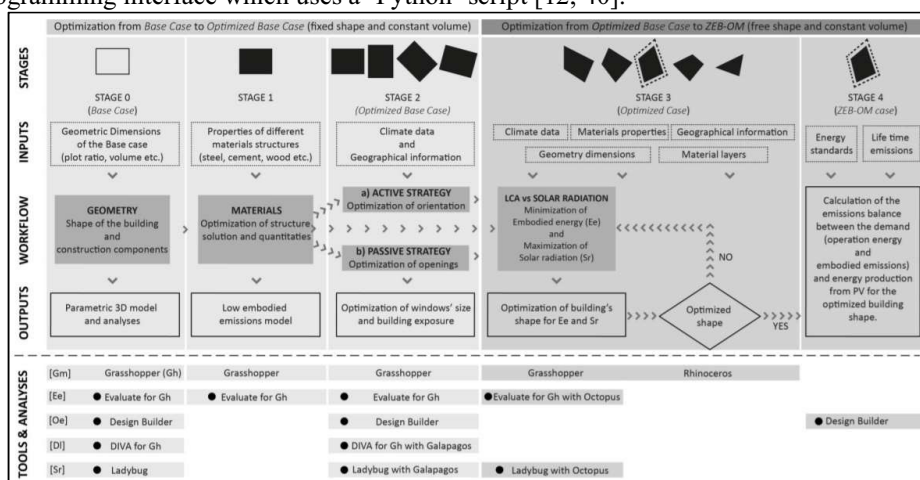 ogramming interface which uses a "Python" script [12, 40].
Optimization from Base Case to Optimized Base Case (fixed shape and constant volume)
Optimization from Optimized Base Case to ZEB-OM (free shape and constant volume)
STAGES
STAGE 0
(Base Case)
STAGE 1
STAGE 2
(Optimized Base Case)
STAGE 3
(Optimized Case)
STAGE 4
(ZEB-OM case)
INPUTS
Geometric Dimensions
of the Base case
(plot ratio, volume etc.)
Properties of different
materials structures
(steel, cement, wood etc.)
Climate data
and
Geographical information
Climate data
Materials properties
Geographical information
Geometry dimensions
Material layers
Energy
standards
Life time
emissions
WORKFLOW
GEOMETRY
Shape of the building
and
construction components
MATERIALS
Optimization of structure
solution and quantaties
a) ACTIVE STRATEGY
Optimization of orientation
b) PASSIVE STRATEGY
Optimization of openings
LCA vs SOLAR RADIATION
Minimization of
Embodied energy (Ee)
and
Maximization of
Solar radiation (Sr)
NO
Calculation of the
emissions balance
between the demand
(operation energy
and
embodied emissions)
and energy production
from PV for the
optimized building
shape.
OUTPUTS
Parametric 3D model
and analyses
Low embodied
emissions model
Optimization of windows' size
and building exposure
Optimization of building's
shape for Ee and Sr
Optimized
shape
YES
TOOLS & ANALYSES
[Gm] Grasshopper (Gh) Grasshopper Grasshopper Grasshopper Rhinoceros
[Ee] Evaluate for Gh Evaluate for Gh Evaluate for Gh Evaluate for Gh with Octopus
[Oe] Design Builder Design Builder Design Builder
[Dl] DIVA for Gh DIVA for Gh with Galapagos
[Sr] Ladybug Ladybug with Galapagos Ladybug with Octopus